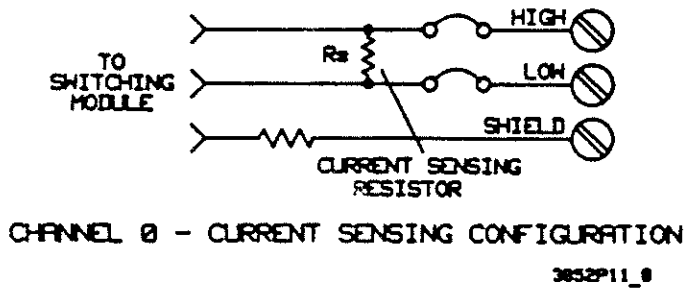 HIGH
Rs
TO
SWITCHING
MODULE
LOW
SHIELD
CURRENT SENSING
RESISTOR
CHANNEL 0 - CURRENT SENSING CONFIGURATION
3852P11_0